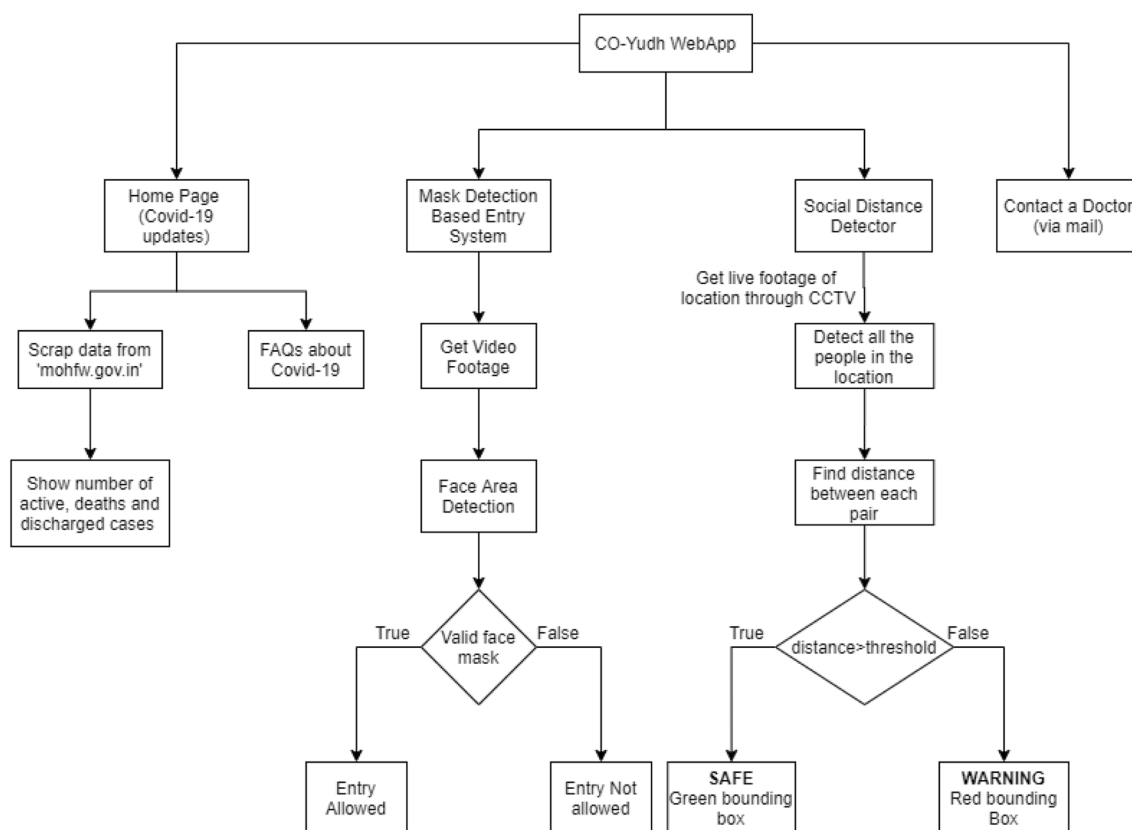 CO-Yudh WebApp
Home Page
(Covid-19
updates)
Mask Detection
Based Entry
System
Social Distance
Detector
Contact a Doctor
(via mail)
Get live footage of
location through CCTV
Scrap data from
'mohfw.gov.in'
FAQs about
Covid-19
Get Video
Footage
Detect all the
people in the
location
Show number of
active, deaths and
discharged cases
Face Area
Detection
Find distance
between each
pair
True
Valid face
mask
False
True
distance>threshold
False
Entry
Allowed
Entry Not
allowed
SAFE
Green bounding
box
WARNING
Red bounding
Box